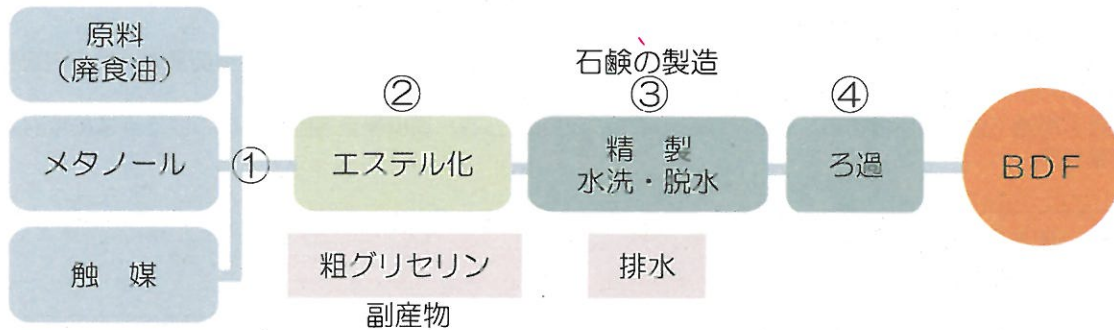 原料
（廃食油）
メタノール
触　媒
①
②
エステル化
粗グリセリン
副産物
石鹸の製造
③
精　製
水洗・脱水
排水
④
ろ過
BDF